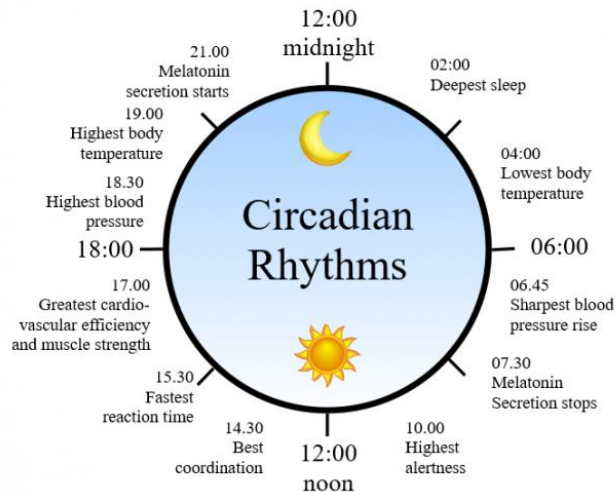 12:00
midnight
02:00
Deepest sleep
04:00
Lowest body
temperature
06:00
06.45
Sharpest blood
pressure rise
07.30
Melatonin
Secretion stops
10.00
Highest
alertness
12:00
noon
14.30
Best
coordination
15.30
Fastest
reaction time
17.00
Greatest cardio-
vascular efficiency
and muscle strength
18:00
18.30
Highest blood
pressure
19.00
Highest body
temperature
21.00
Melatonin
secretion starts
Circadian
Rhythms